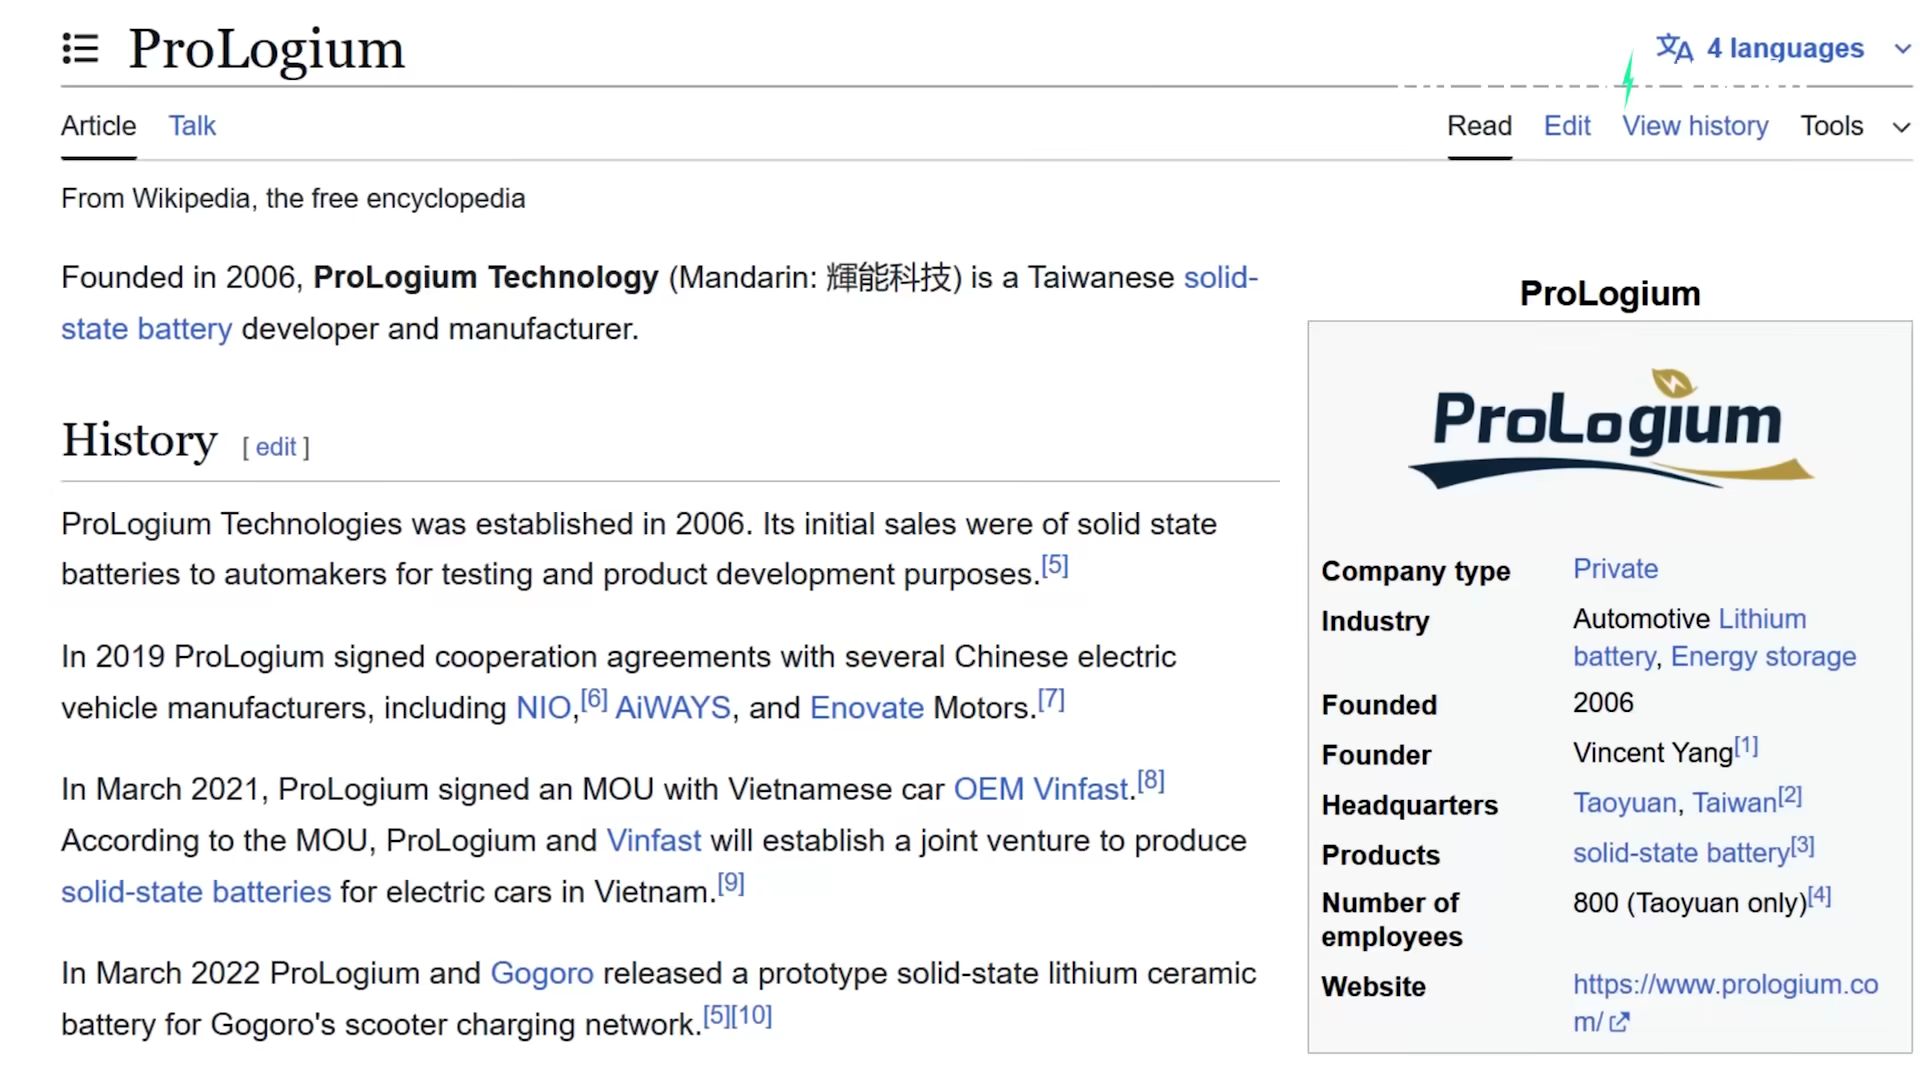 ProLogium
文A 4 languages
Article Talk
Read Edit View history Tools
From Wikipedia, the free encyclopedia
Founded in 2006, ProLogium Technology (Mandarin: 輝能科技) is a Taiwanese solid-
state battery developer and manufacturer.
History [ edit ]
ProLogium Technologies was established in 2006. Its initial sales were of solid state
batteries to automakers for testing and product development purposes.[5]
In 2019 ProLogium signed cooperation agreements with several Chinese electric
vehicle manufacturers, including NIO,[6] AiWAYS, and Enovate Motors.[7]
In March 2021, ProLogium signed an MOU with Vietnamese car OEM Vinfast.[8]
According to the MOU, ProLogium and Vinfast will establish a joint venture to produce
solid-state batteries for electric cars in Vietnam.[9]
In March 2022 ProLogium and Gogoro released a prototype solid-state lithium ceramic
battery for Gogoro's scooter charging network.[5][10]
ProLogium
ProLogium
Company type Private
Industry Automotive Lithium
battery, Energy storage
Founded 2006
Founder Vincent Yang[1]
Headquarters Taoyuan, Taiwan[2]
Products solid-state battery[3]
Number of 800 (Taoyuan only)[4]
employees
Website https://www.prologium.co
m/